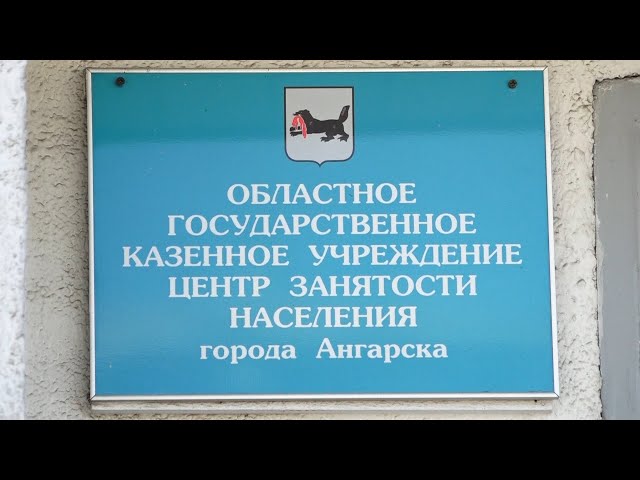 ОБЛАСТНОЕ
ГОСУДАРСТВЕННОЕ
КАЗЕННОЕ УЧРЕЖДЕНИЕ
ЦЕНТР ЗАНЯТОСТИ
НАСЕЛЕНИЯ
города Ангарска